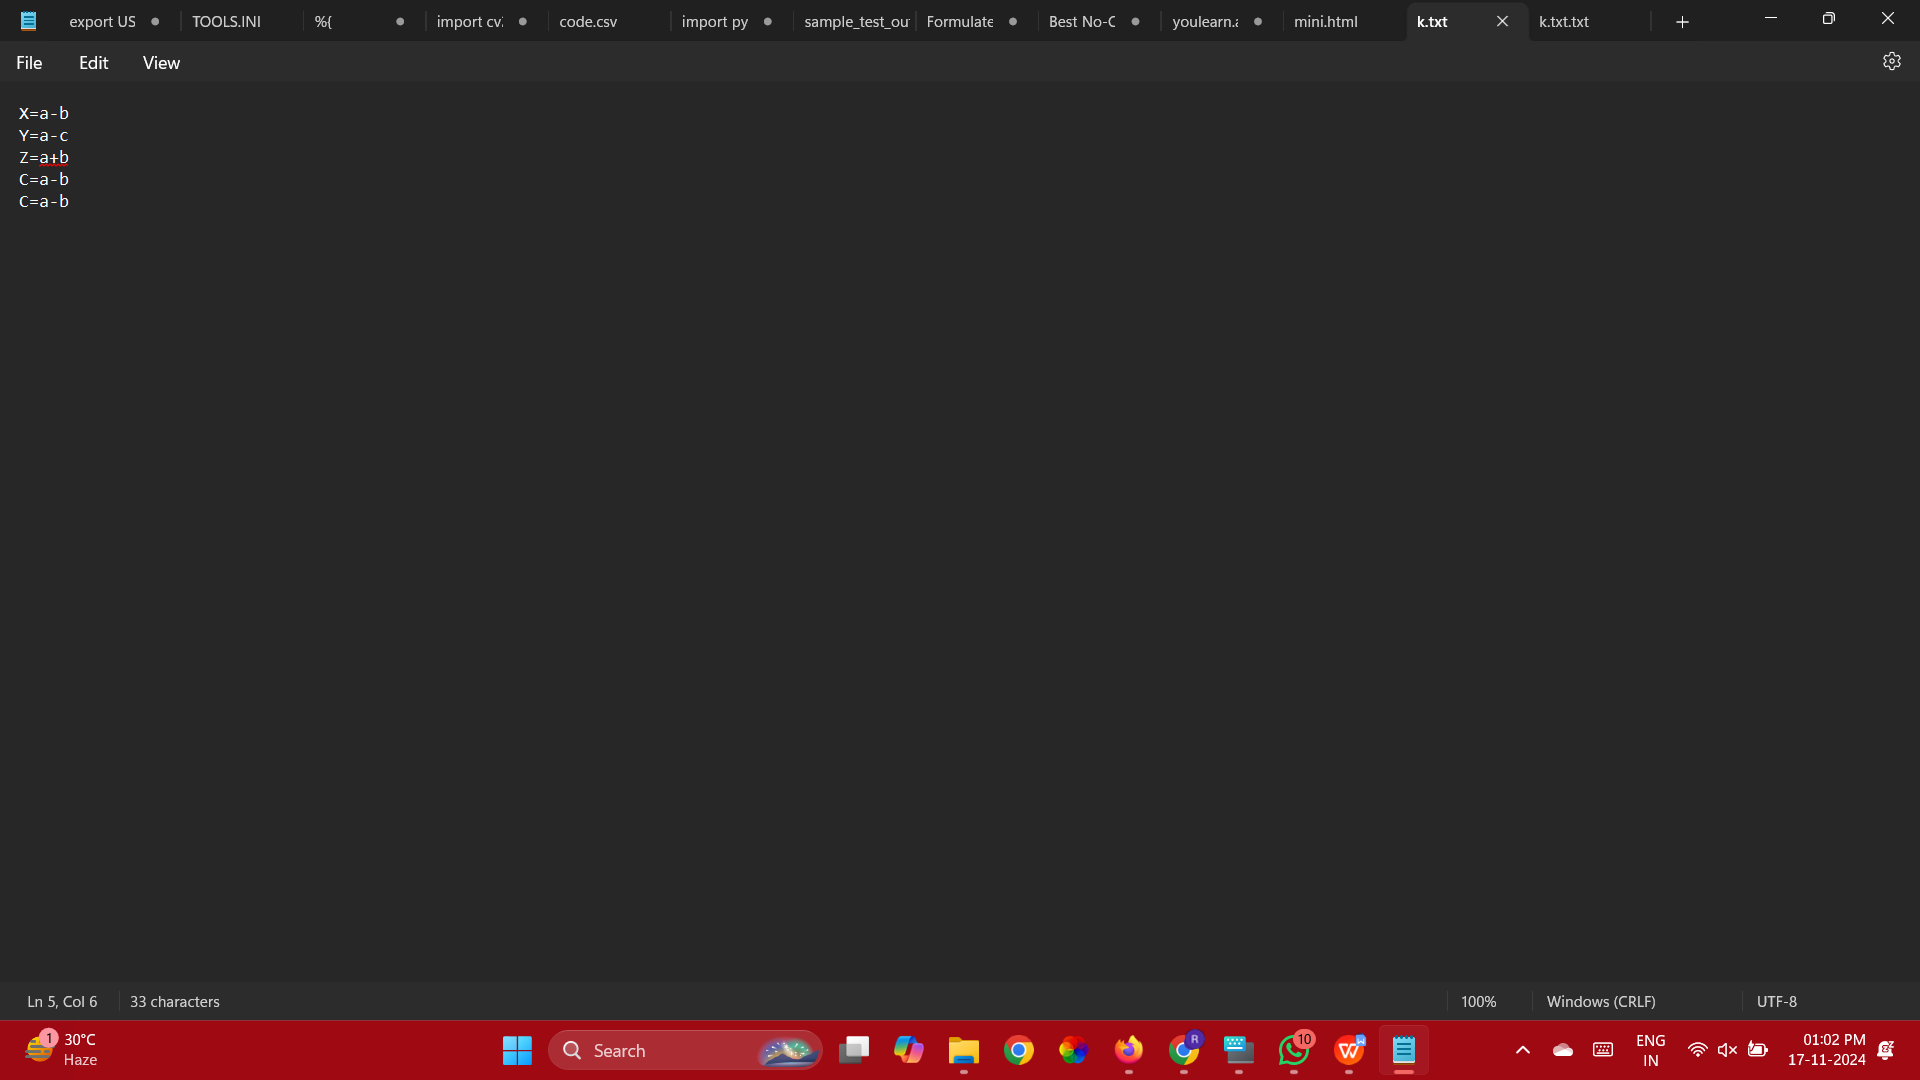 export US
TOOLS.INI
%{
import cv
code.csv
import py
sample_test_ou
Formulate
Best No-C
youlearn.a
mini.html
k.txt
k.txt.txt
File
Edit
View
X=a-b
Y=a-c
Z=a+b
C=a-b
C=a-b
Ln 5, Col 6
33 characters
100%
Windows (CRLF)
UTF-8
1
30°C
Haze
Search
R
10
W
ENG
IN
01:02 PM
17-11-2024